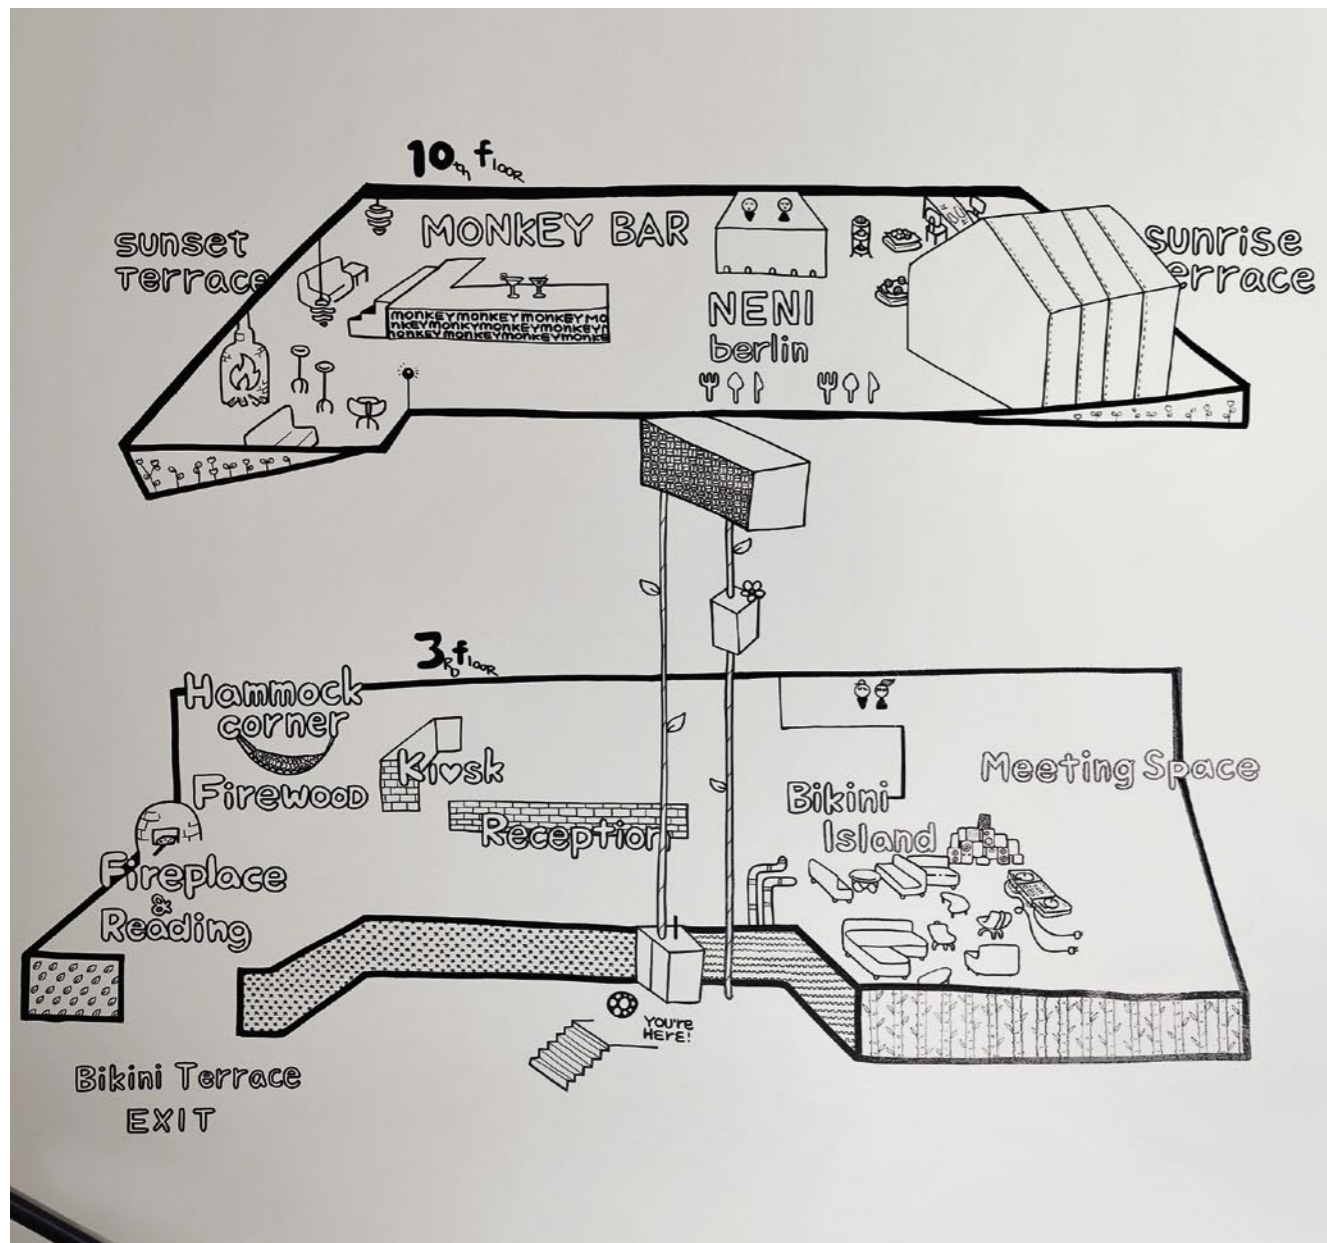 10th floor
sunset
Terrace
MONKEY BAR
sunrise
errace
monkeymonkeymonkeymo
nkeymonkymonkeymonkey
monkeymonkeymonkeymonke
NENI
berlin
3RD floor
Hammock
corner
Kiosk
Firewood
Meeting Space
Bikini
Island
Reception
Fireplace
&
Reading
YOU'RE
HERE!
Bikini Terrace
EXIT